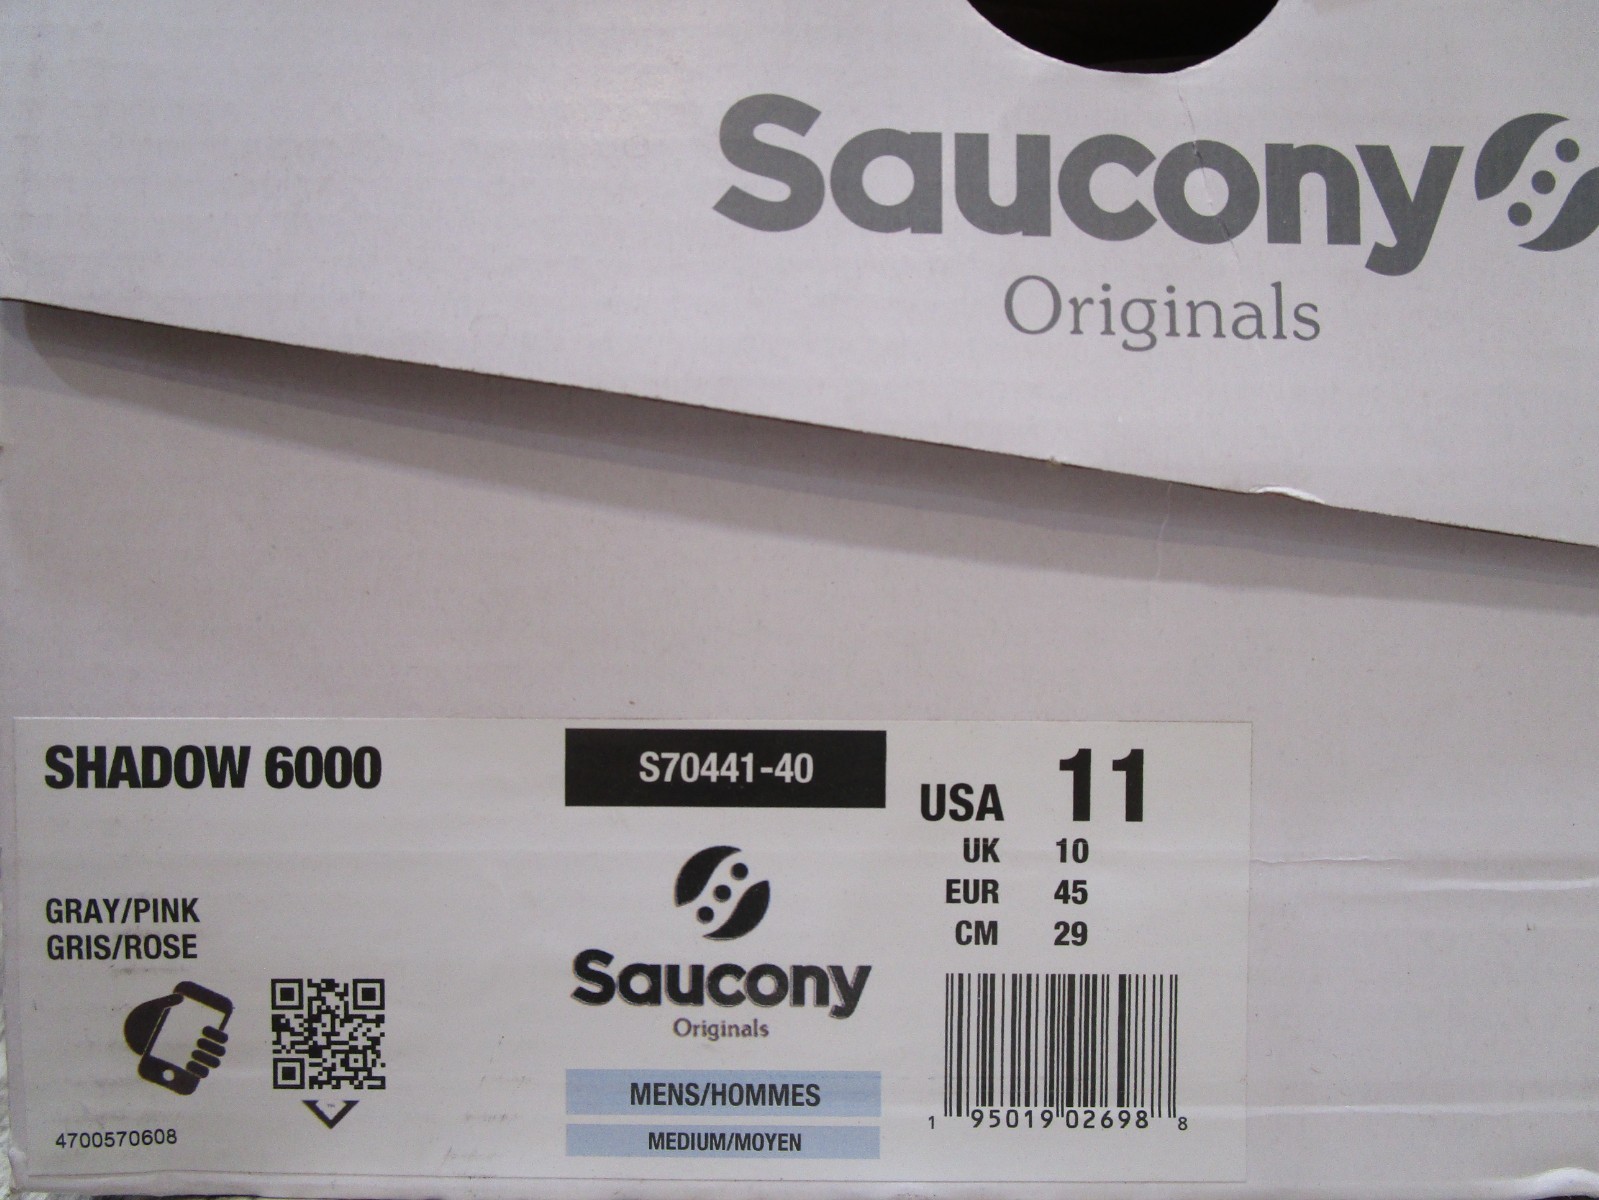 Saucony
Originals
SHADOW 6000
S70441-40
USA 11
UK 10
EUR 45
CM 29
GRAY/PINK
GRIS/ROSE
Saucony
Originals
MENS/HOMMES
MEDIUM/MOYEN
4700570608
1 95019 02698 8